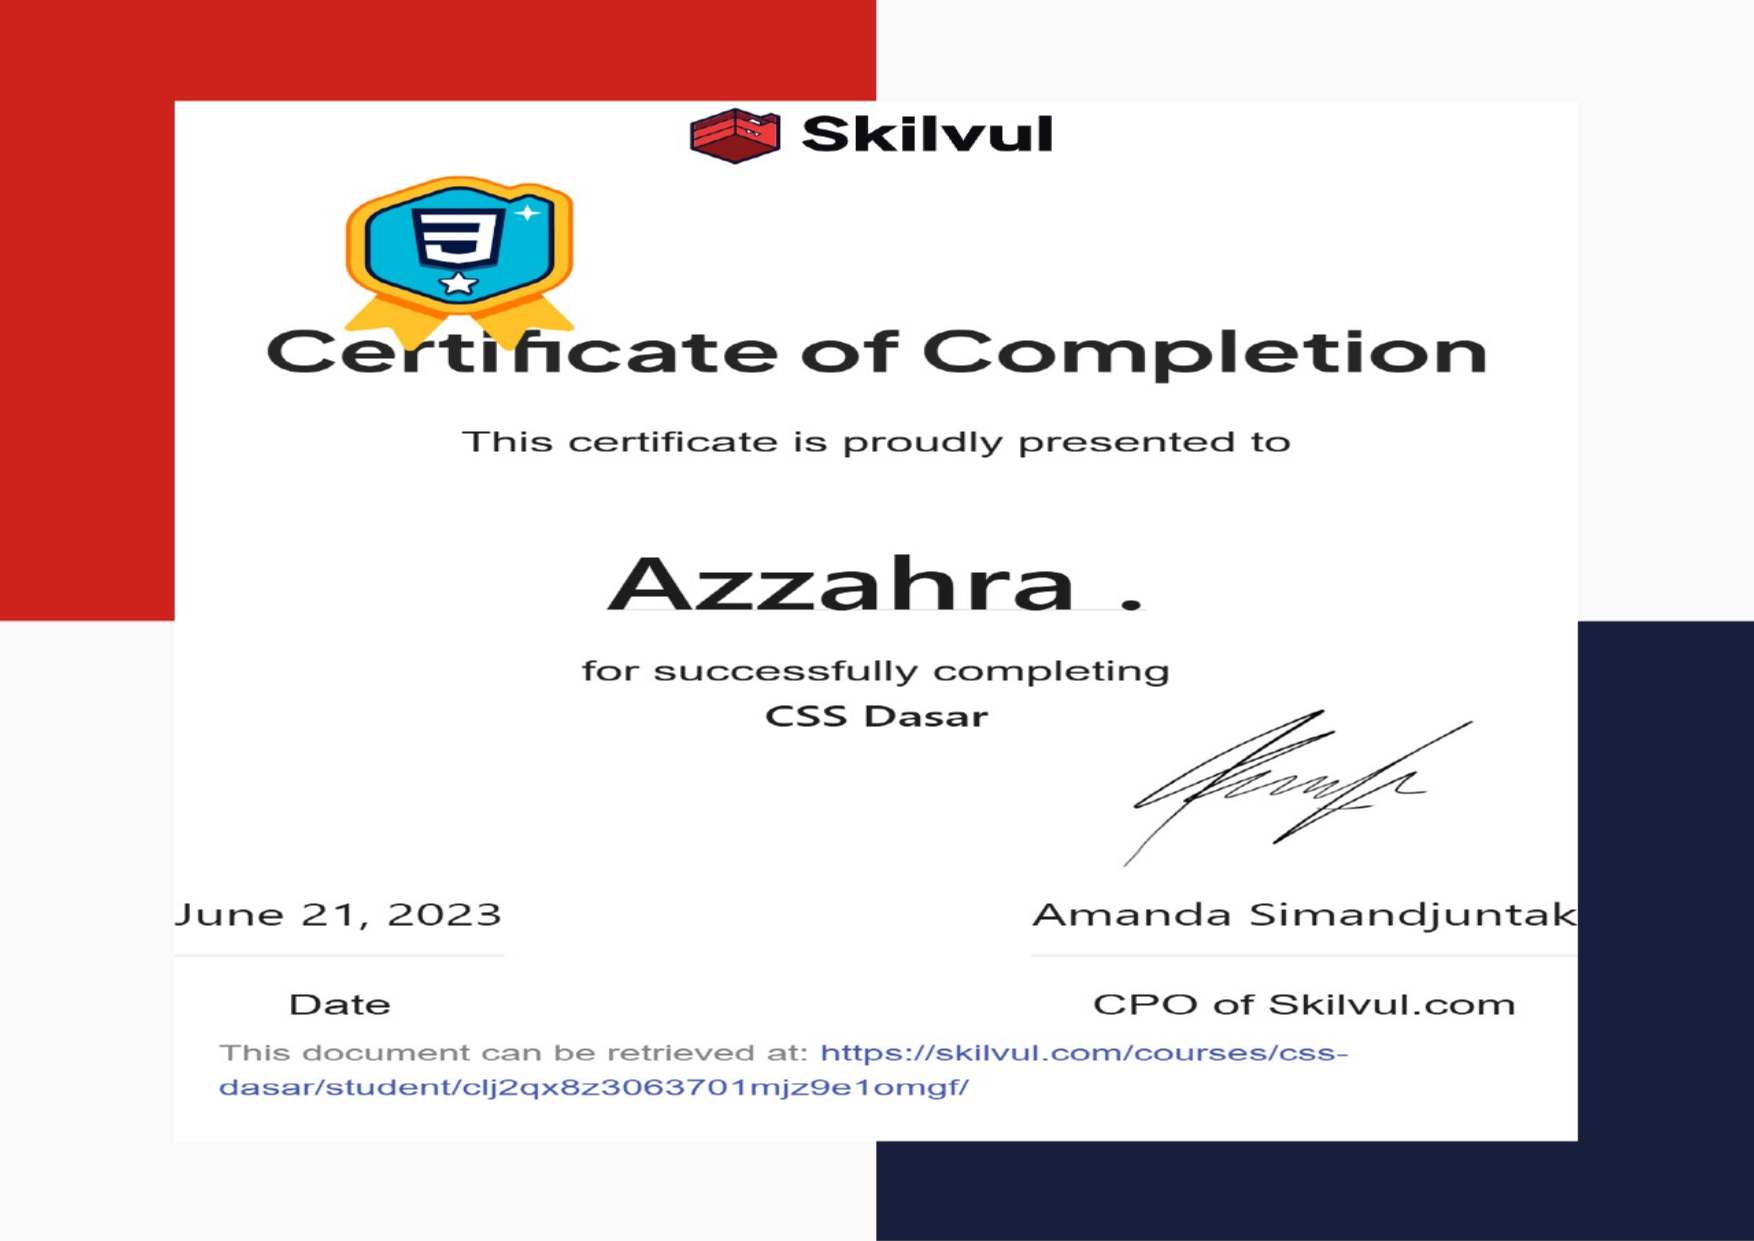 Skilvul
Certificate of Completion
This certificate is proudly presented to
Azzahra .
for successfully completing
CSS Dasar
June 21, 2023
Amanda Simandjuntak
Date
CPO of Skilvul.com
This document can be retrieved at: https://skilvul.com/courses/css-
dasar/student/clj2qx8z3063701mjz9e1omgf/